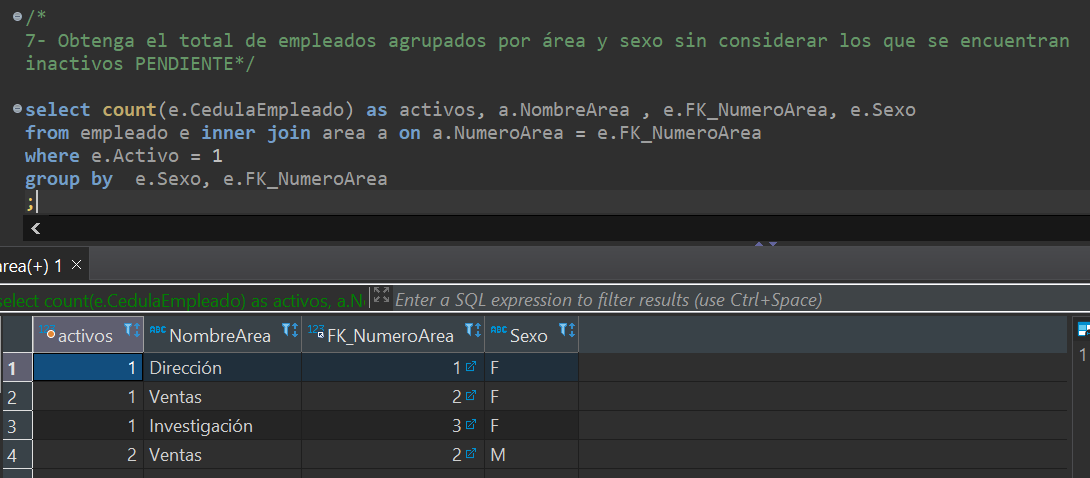 /*
7- Obtenga el total de empleados agrupados por área y sexo sin considerar los que se encuentran
inactivos PENDIENTE*/
select count(e.CedulaEmpleado) as activos, a.NombreArea , e.FK_NumeroArea, e.Sexo
from empleado e inner join area a on a.NumeroArea = e.FK_NumeroArea
where e.Activo = 1
group by  e.Sexo, e.FK_NumeroArea
;
area(+) 1
select count(e.CedulaEmpleado) as activos, a.N Enter a SQL expression to filter results (use Ctrl+Space)
123 activos ABC NombreArea 123 FK_NumeroArea ABC Sexo
1 1 Dirección 1 F
2 1 Ventas 2 F
3 1 Investigación 3 F
4 2 Ventas 2 M
1